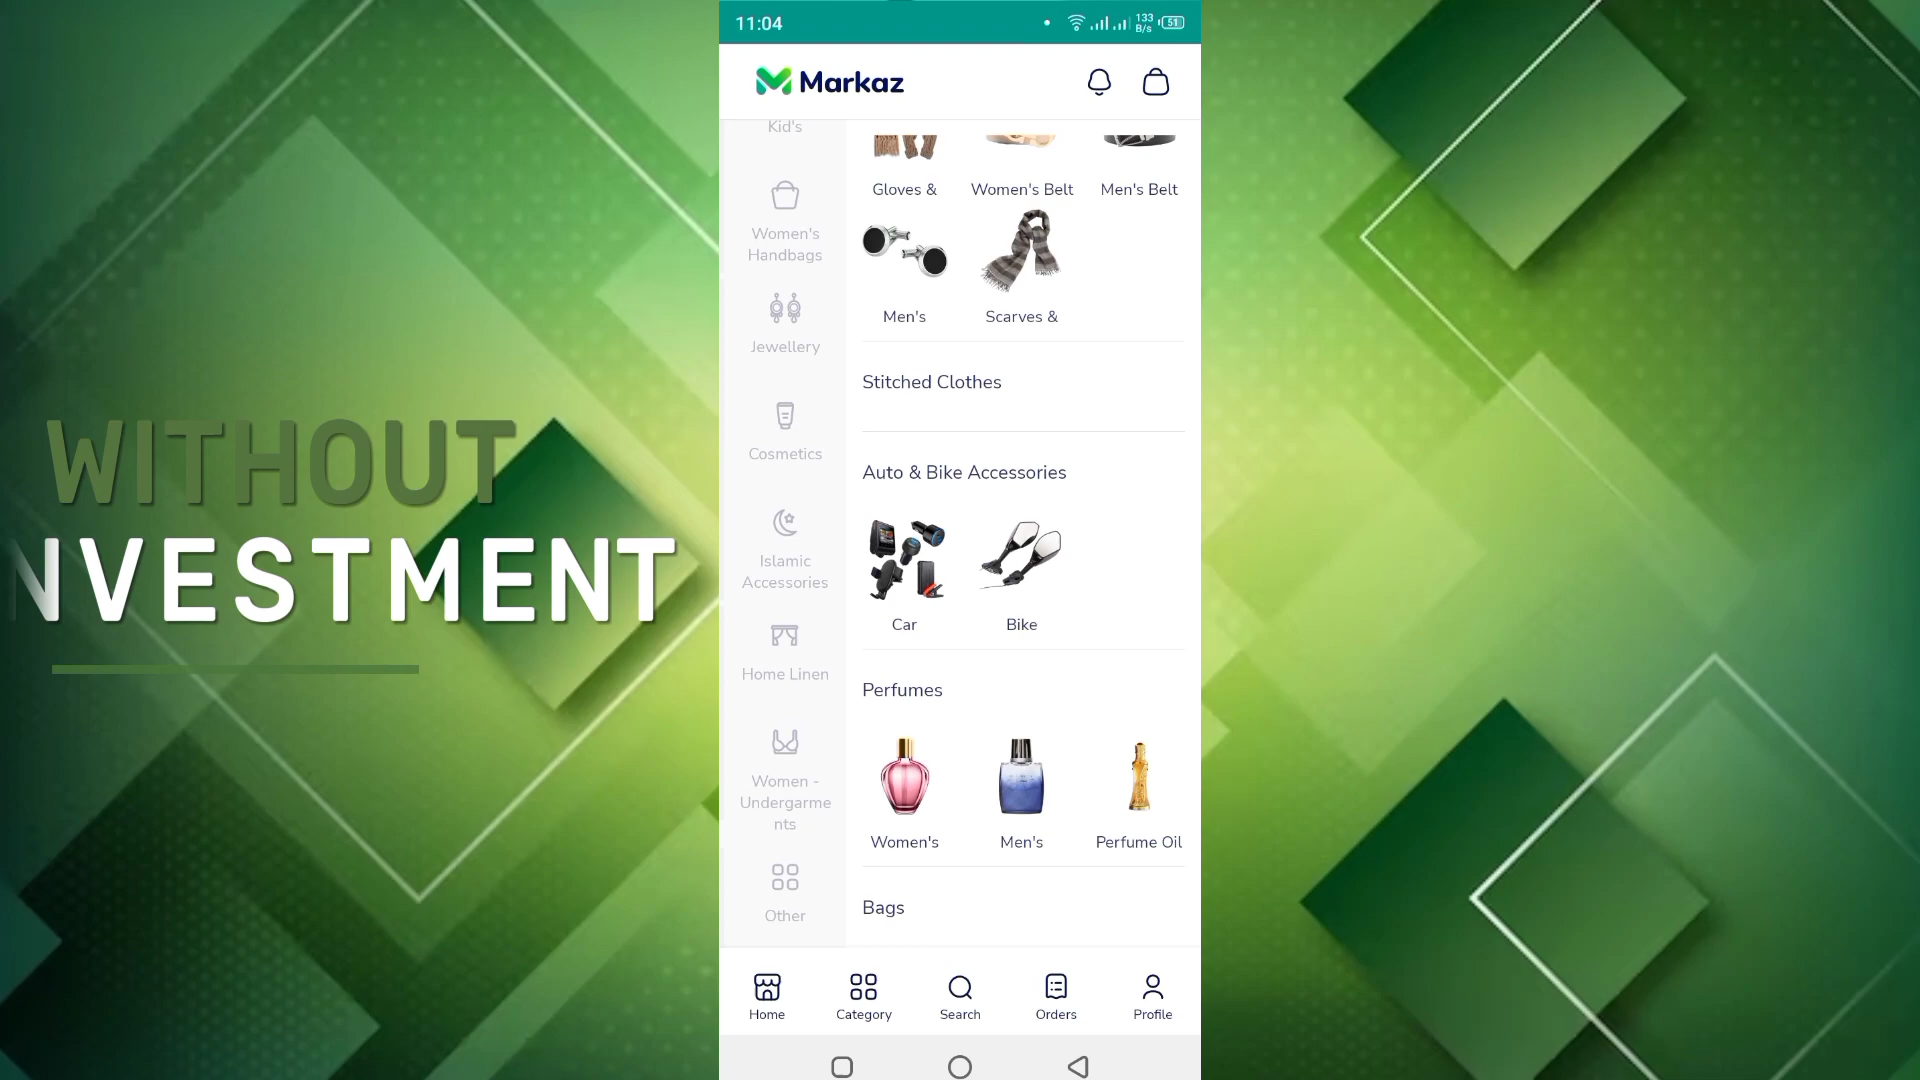 WITHOUT
NVESTMENT
11:04
133
B/s
51
Markaz
Kid's
Women's
Handbags
Jewellery
Cosmetics
Islamic
Accessories
Home Linen
Women -
Undergarme
nts
Other
Gloves &
Women's Belt
Men's Belt
Men's
Scarves &
Stitched Clothes
Auto & Bike Accessories
Car
Bike
Perfumes
Women's
Men's
Perfume Oil
Bags
Home
Category
Search
Orders
Profile